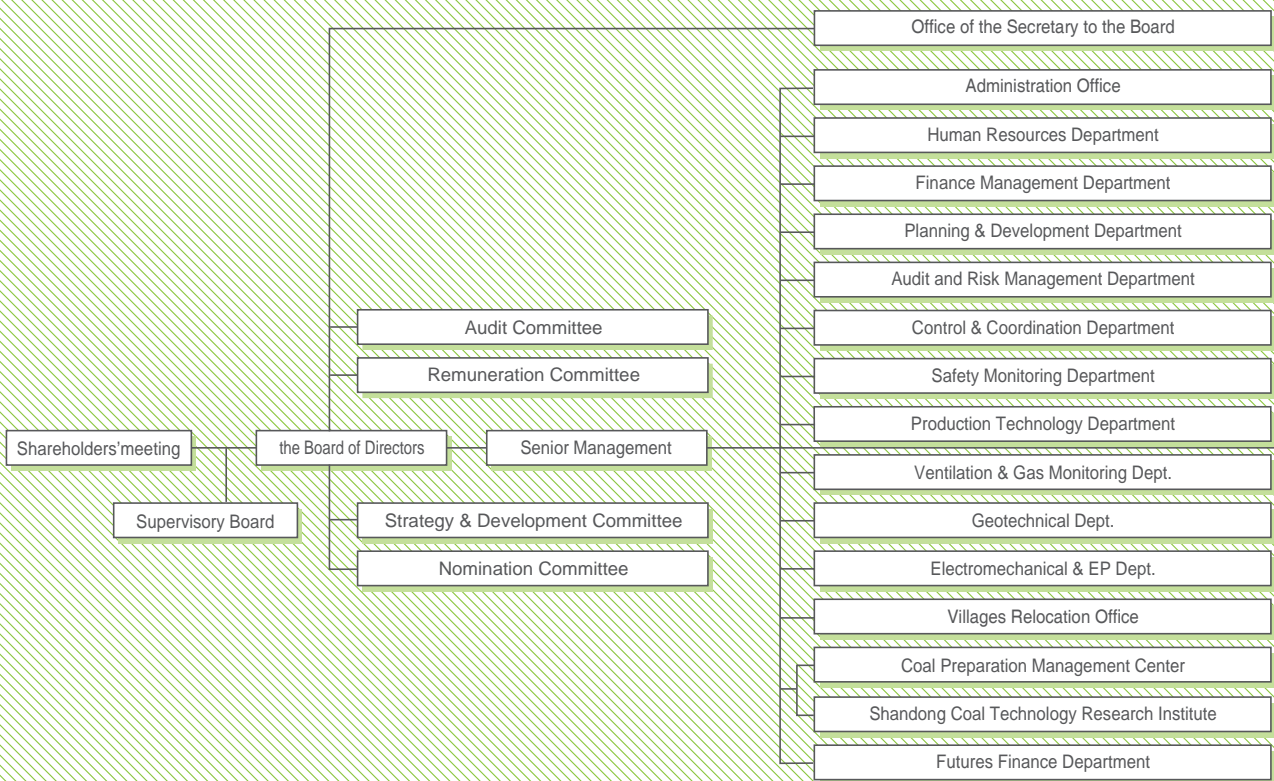 Office of the Secretary to the Board
Administration Office
Human Resources Department
Finance Management Department
Planning & Development Department
Audit and Risk Management Department
Audit Committee
Control & Coordination Department
Remuneration Committee
Safety Monitoring Department
Production Technology Department
Shareholders'meeting
the Board of Directors
Senior Management
Ventilation & Gas Monitoring Dept.
Supervisory Board
Strategy & Development Committee
Geotechnical Dept.
Nomination Committee
Electromechanical & EP Dept.
Villages Relocation Office
Coal Preparation Management Center
Shandong Coal Technology Research Institute
Futures Finance Department